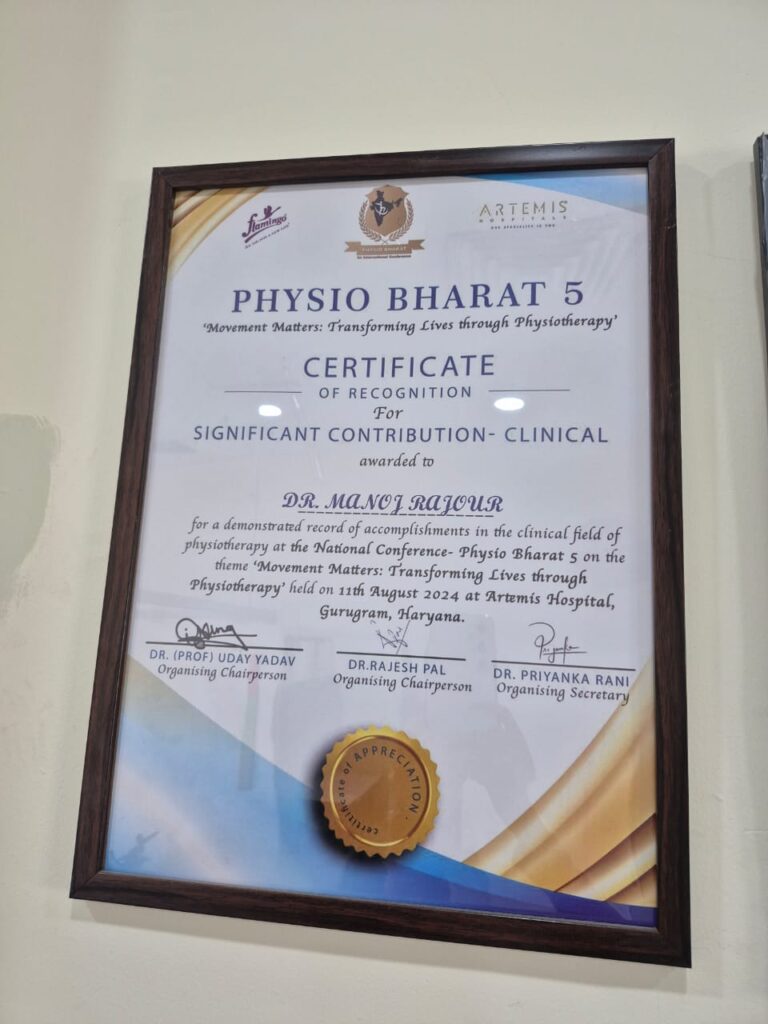 flamingo
ARTEMIS
HOSPITALS
PHYSIO BHARAT
PHYSIO BHARAT 5
'Movement Matters: Transforming Lives through Physiotherapy'
CERTIFICATE
OF RECOGNITION
For
SIGNIFICANT CONTRIBUTION- CLINICAL
awarded to
DR. MANOJ RAJOUR
for a demonstrated record of accomplishments in the clinical field of
physiotherapy at the National Conference- Physio Bharat 5 on the
theme 'Movement Matters: Transforming Lives through
Physiotherapy' held on 11th August 2024 at Artemis Hospital,
Gurugram, Haryana.
DR. (PROF) UDAY YADAV
Organising Chairperson
DR.RAJESH PAL
Organising Chairperson
Priyanka
DR. PRIYANKA RANI
Organising Secretary
certificate of APPRECIATION